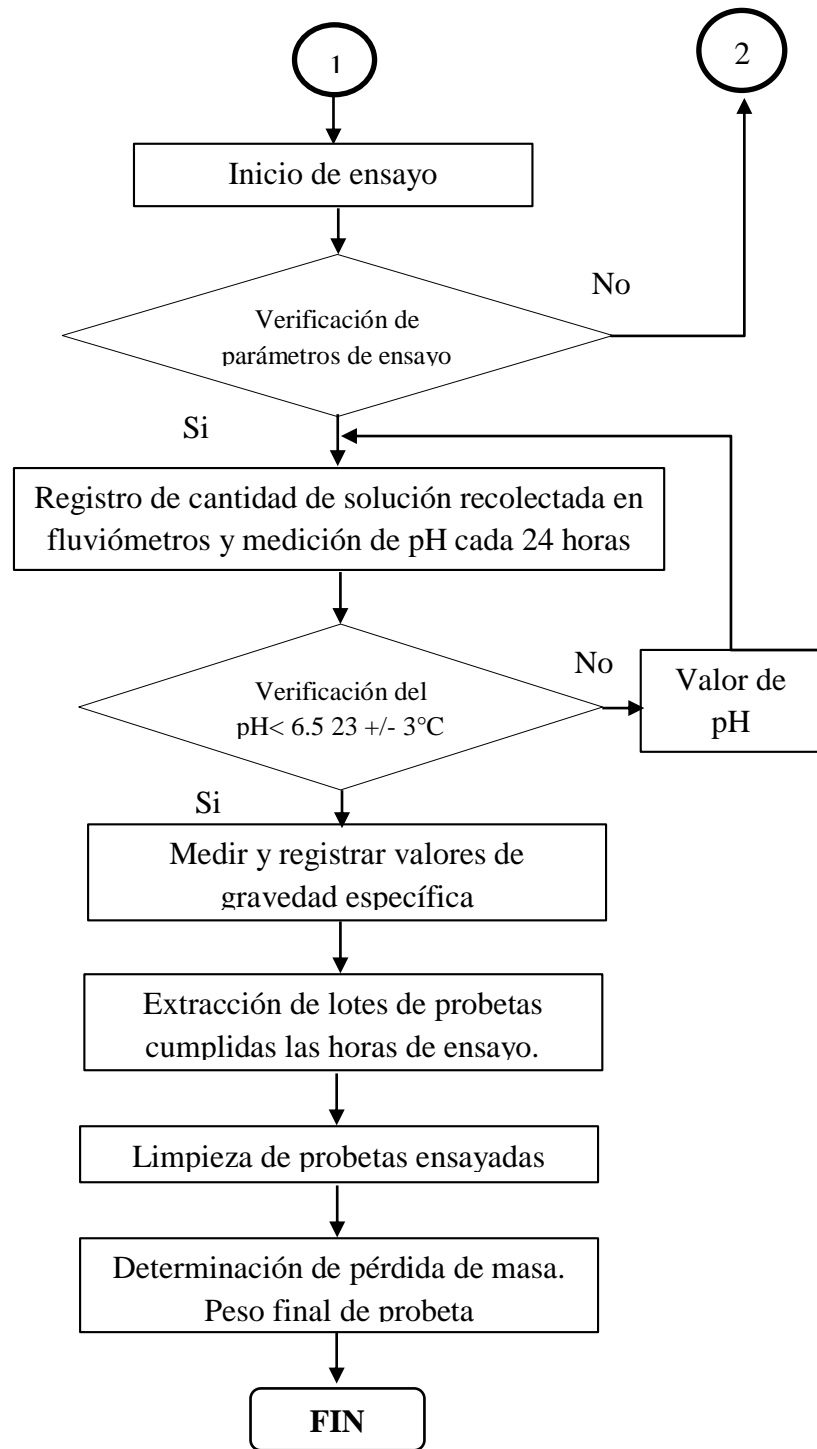 1
2
Inicio de ensayo
No
Verificación de
parámetros de ensayo
Si
Registro de cantidad de solución recolectada en
fluviómetros y medición de pH cada 24 horas
No
Valor de
pH
Verificación del
pH< 6.5 23 +/- 3°C
Si
Medir y registrar valores de
gravedad específica
Extracción de lotes de probetas
cumplidas las horas de ensayo.
Limpieza de probetas ensayadas
Determinación de pérdida de masa.
Peso final de probeta
FIN